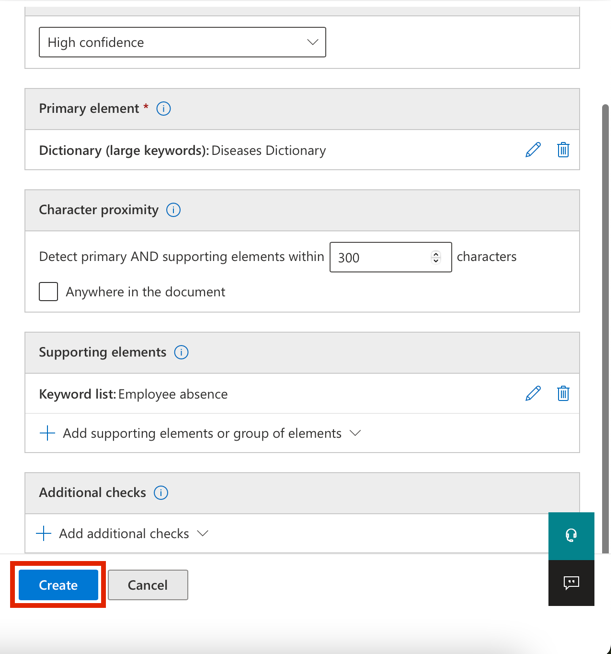 High confidence
Primary element *
Dictionary (large keywords): Diseases Dictionary
Character proximity
Detect primary AND supporting elements within 300 characters
Anywhere in the document
Supporting elements
Keyword list: Employee absence
Add supporting elements or group of elements
Additional checks
Add additional checks
Create Cancel